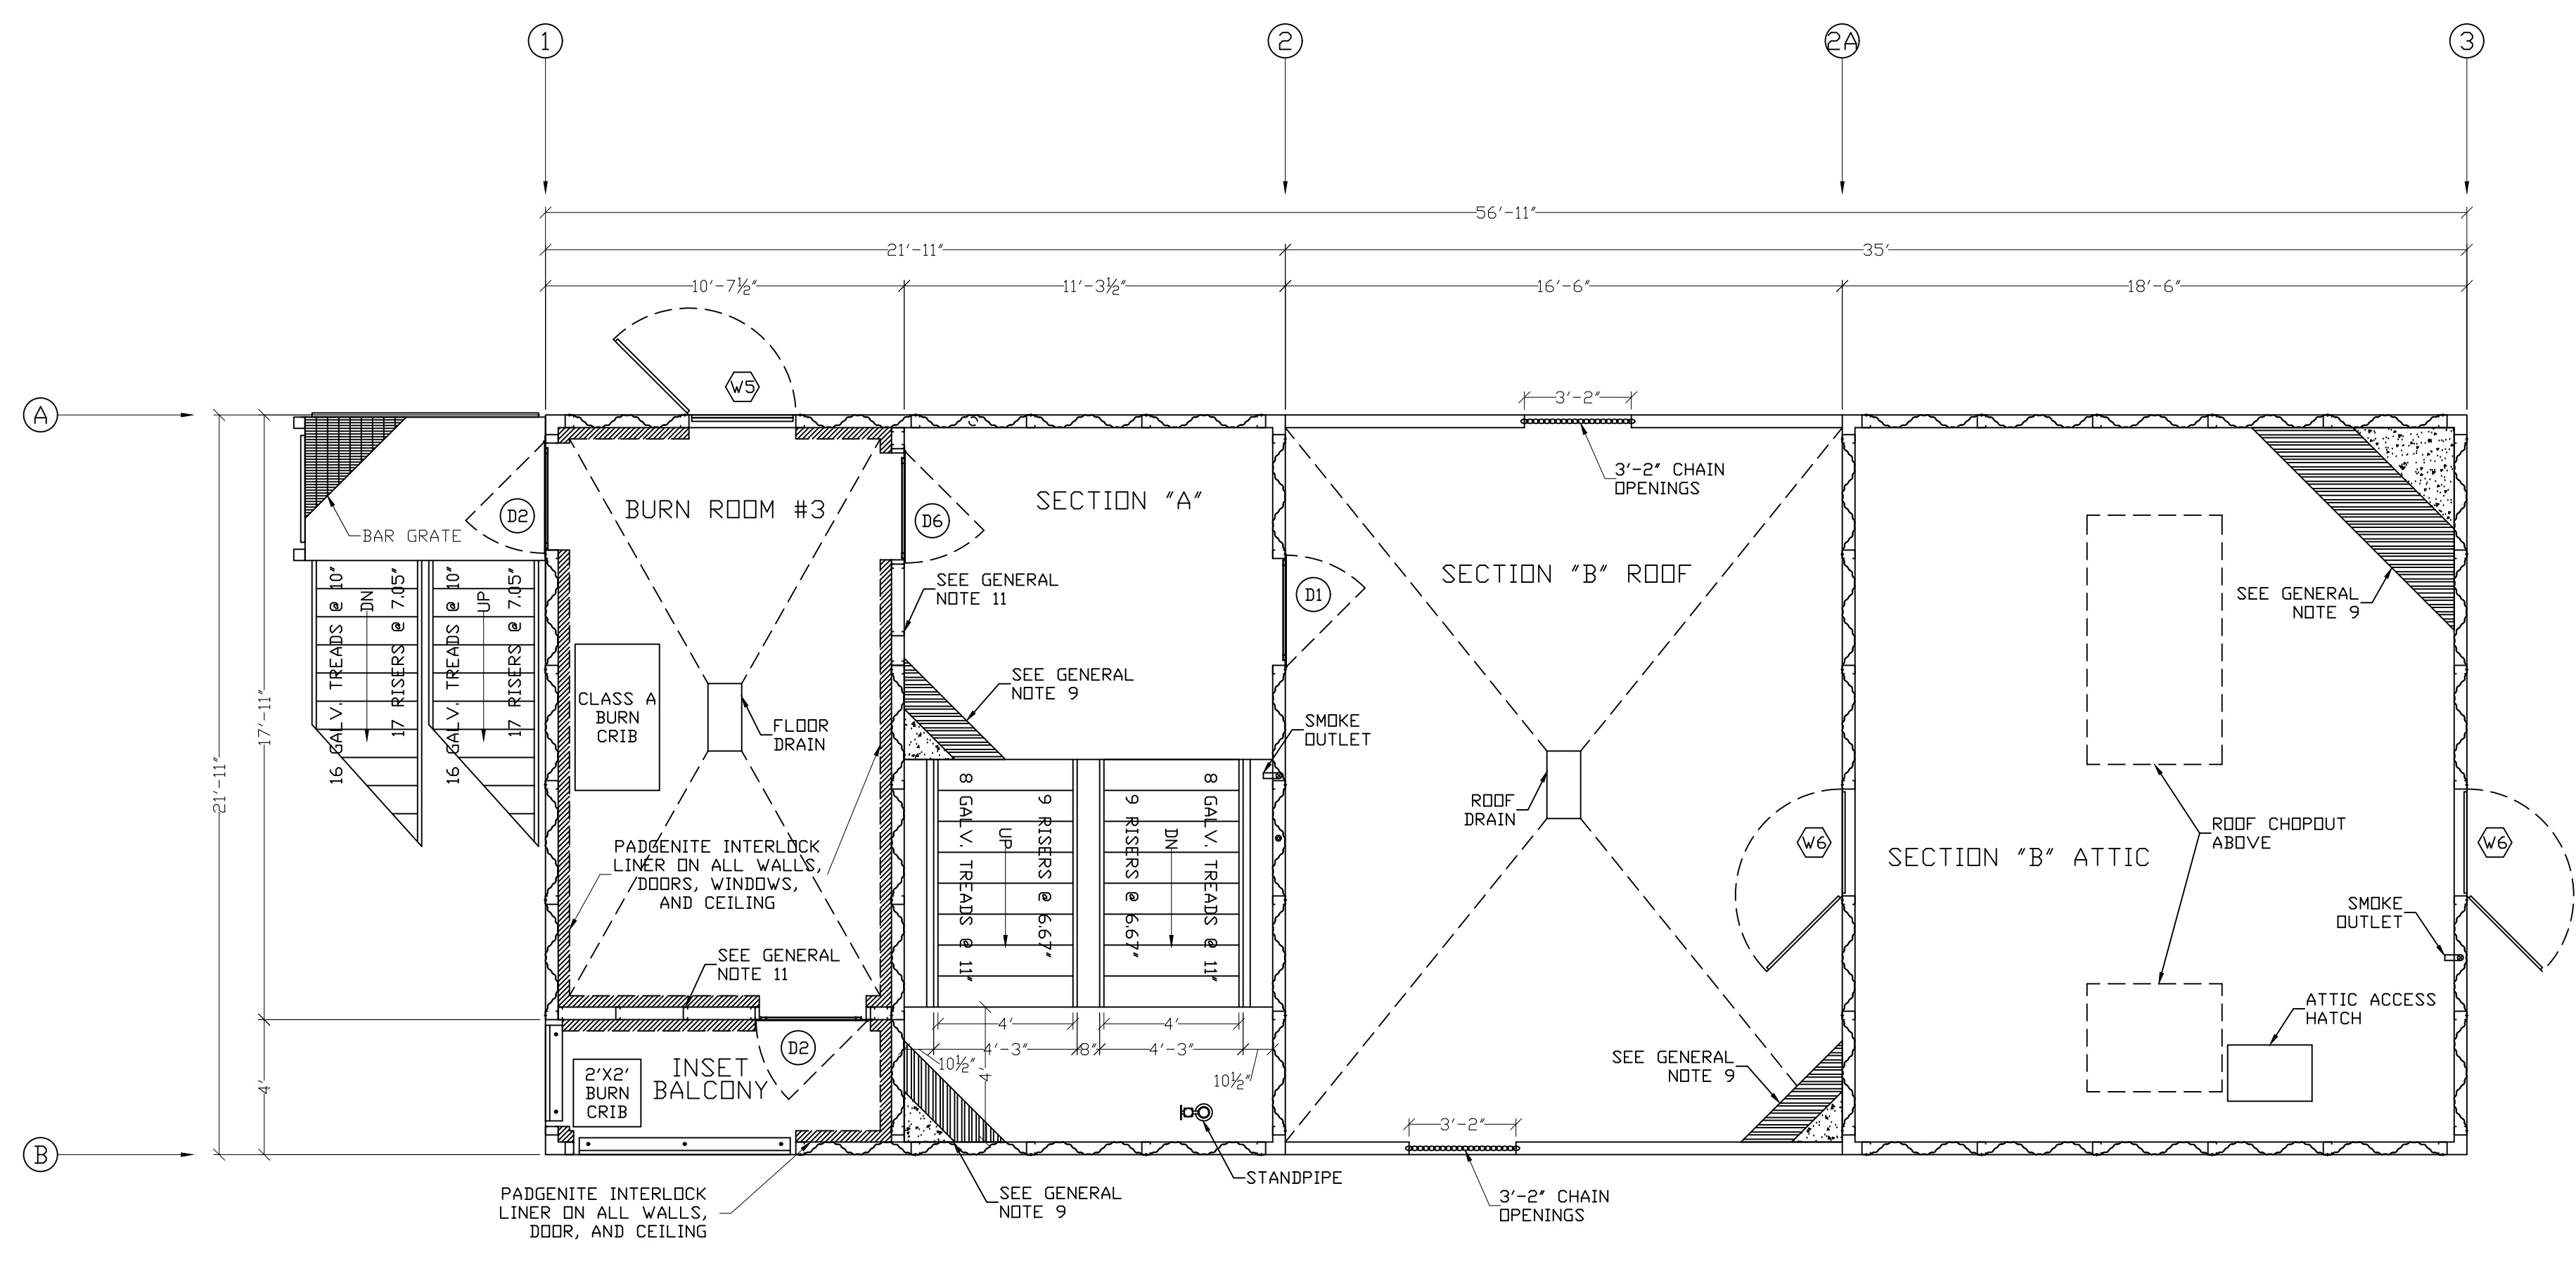 1
2
2A
3
56'-11"
21'-11"
35'
10'-7½"
11'-3½"
16'-6"
18'-6"
W5
A
3'-2"
3'-2" CHAIN
OPENINGS
BURN ROOM #3
SECTION "A"
D2
D6
BAR GRATE
SECTION "B" ROOF
SEE GENERAL
NOTE 11
D1
SEE GENERAL
NOTE 9
16 GALV. TREADS @ 10"
DN
17 RISERS @ 7.05"
16 GALV. TREADS @ 10"
UP
17 RISERS @ 7.05"
SEE GENERAL
NOTE 9
CLASS A
BURN
CRIB
FLOOR
DRAIN
SMOKE
OUTLET
17'-11"
21'-11"
ROOF
DRAIN
ROOF CHOPOUT
ABOVE
W6
W6
SECTION "B" ATTIC
PADGENITE INTERLOCK
LINER ON ALL WALLS,
DOORS, WINDOWS,
AND CEILING
8 GALV. TREADS @ 11"
UP
9 RISERS @ 6.67"
9 RISERS @ 6.67"
DN
8 GALV. TREADS @ 11"
SMOKE
OUTLET
SEE GENERAL
NOTE 11
ATTIC ACCESS
HATCH
4'
4'
4'-3"
8"
4'-3"
10½"
10½"
4'
4'
D2
INSET
BALCONY
2'X2'
BURN
CRIB
SEE GENERAL
NOTE 9
3'-2"
B
STANDPIPE
PADGENITE INTERLOCK
LINER ON ALL WALLS,
DOOR, AND CEILING
SEE GENERAL
NOTE 9
3'-2" CHAIN
OPENINGS